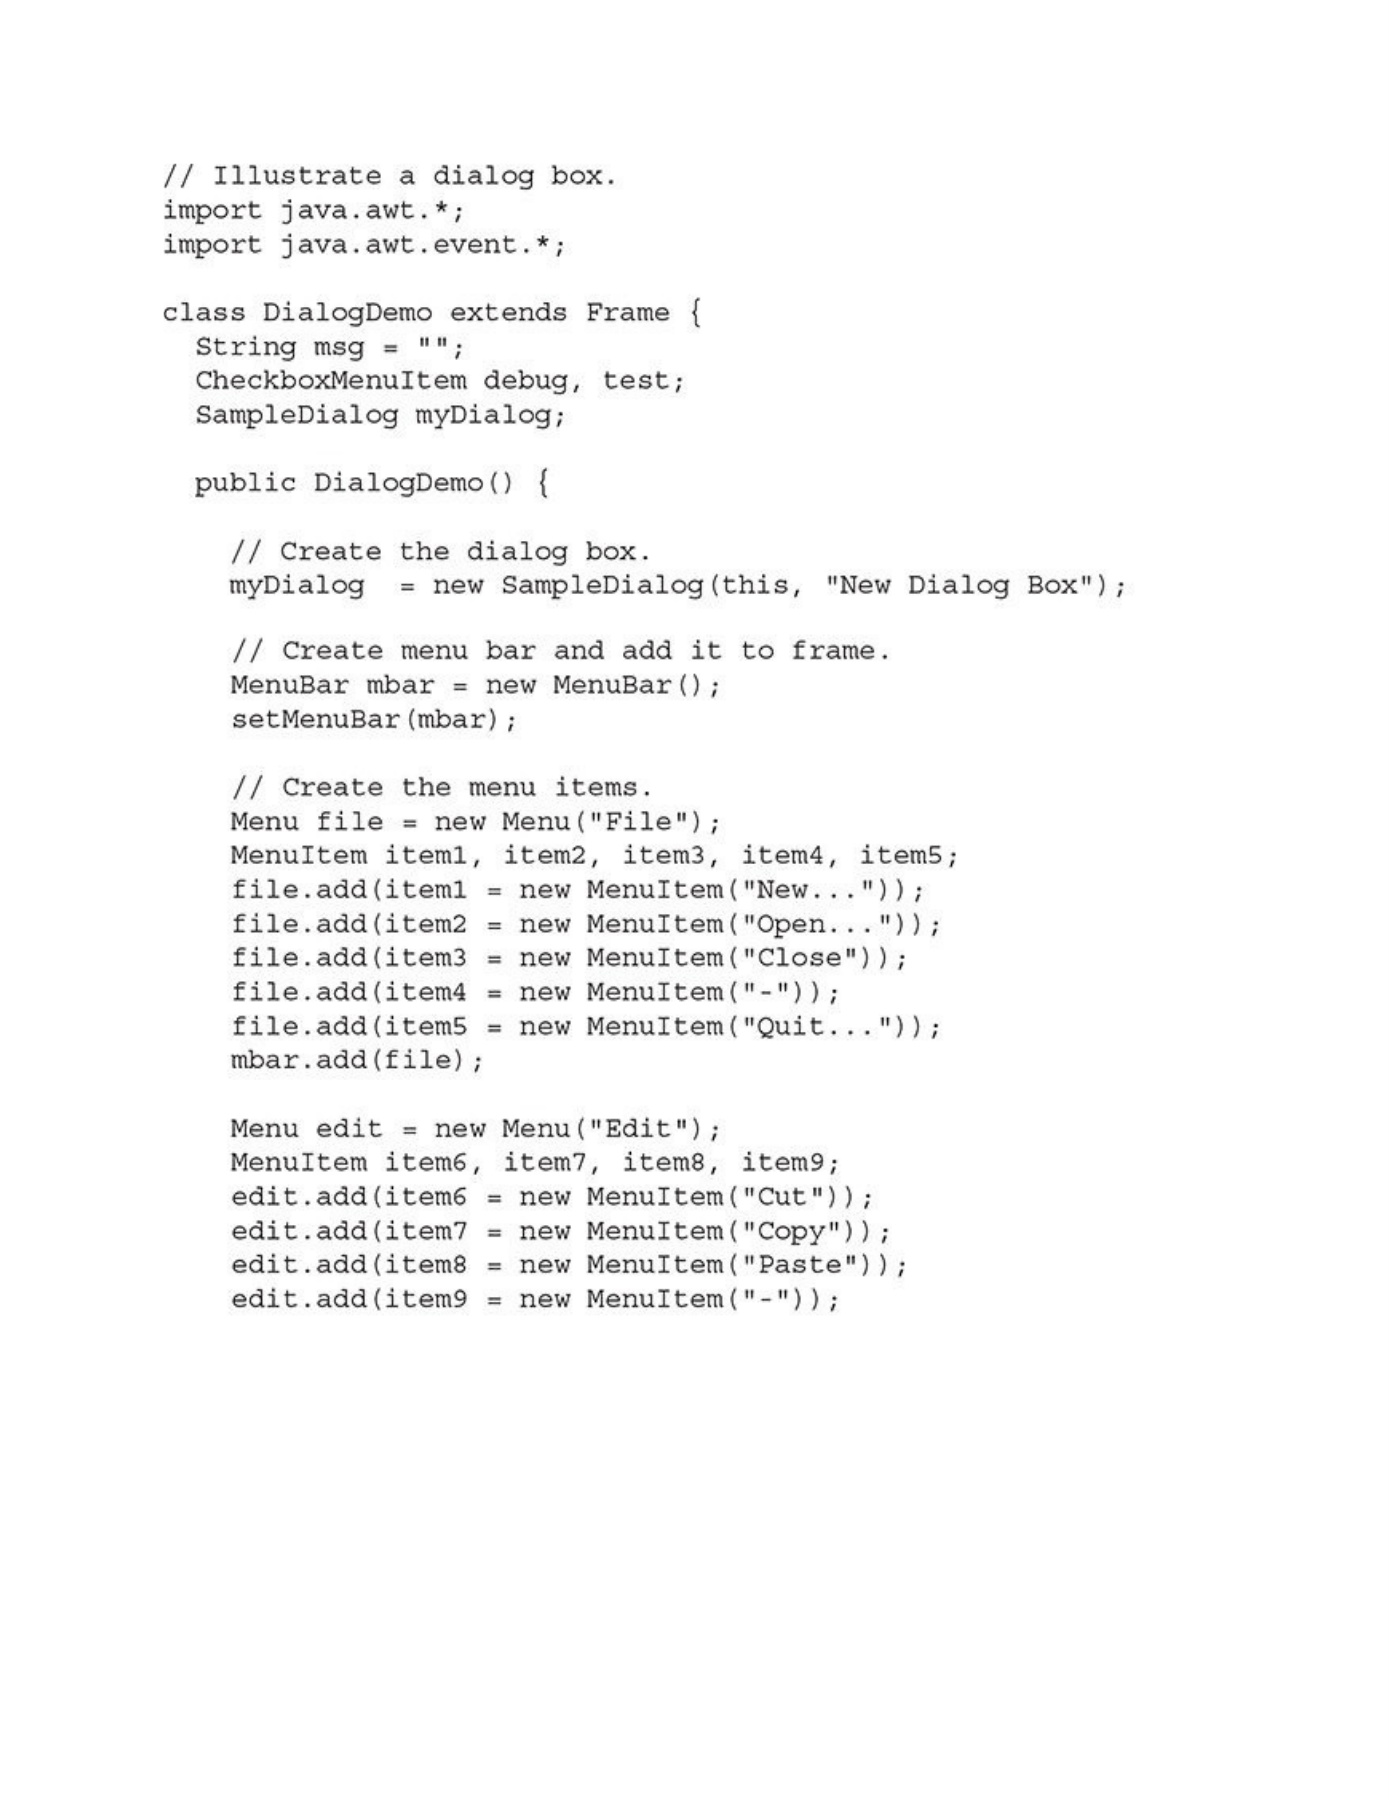 // Illustrate a dialog box.
import java.awt.*;
import java.awt.event.*;

class DialogDemo extends Frame {
  String msg = "";
  CheckboxMenuItem debug, test;
  SampleDialog myDialog;

  public DialogDemo() {

    // Create the dialog box.
    myDialog  = new SampleDialog(this, "New Dialog Box");

    // Create menu bar and add it to frame.
    MenuBar mbar = new MenuBar();
    setMenuBar(mbar);

    // Create the menu items.
    Menu file = new Menu("File");
    MenuItem item1, item2, item3, item4, item5;
    file.add(item1 = new MenuItem("New..."));
    file.add(item2 = new MenuItem("Open..."));
    file.add(item3 = new MenuItem("Close"));
    file.add(item4 = new MenuItem("-"));
    file.add(item5 = new MenuItem("Quit..."));
    mbar.add(file);

    Menu edit = new Menu("Edit");
    MenuItem item6, item7, item8, item9;
    edit.add(item6 = new MenuItem("Cut"));
    edit.add(item7 = new MenuItem("Copy"));
    edit.add(item8 = new MenuItem("Paste"));
    edit.add(item9 = new MenuItem("-"));